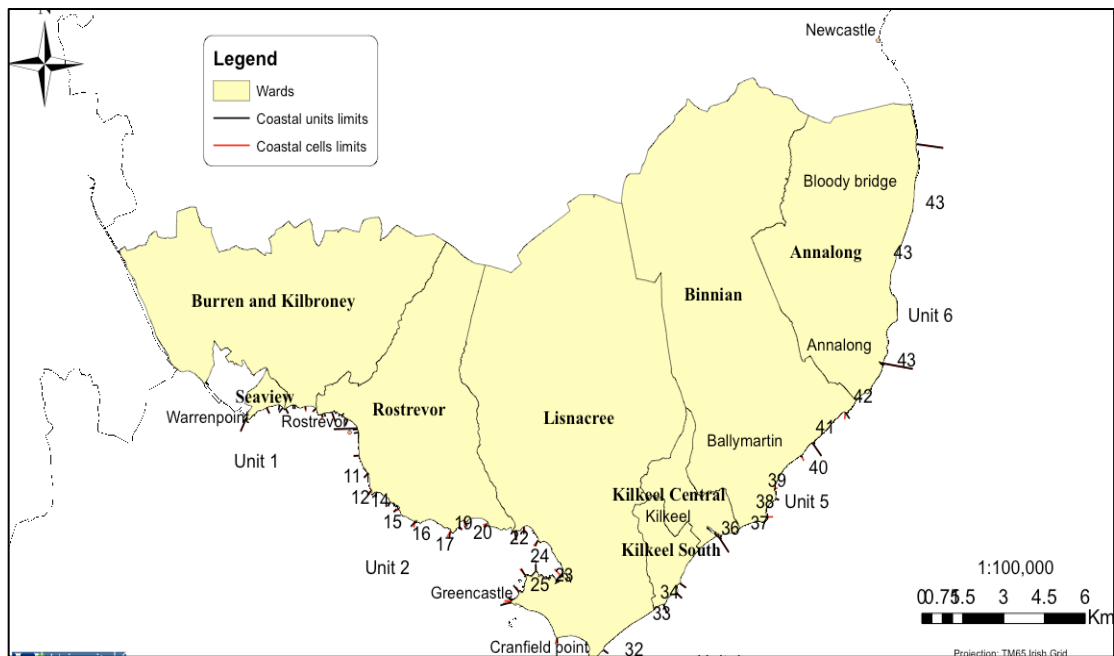 N
Newcastle
Legend
Wards
Coastal units limits
Coastal cells limits
Bloody bridge
43
43
Annalong
Burren and Kilbroney
Binnian
Unit 6
Annalong
43
Seaview
42
Warrenpoint
Rostrevor
Rostrevor
Lisnacree
41
Ballymartin
Unit 1
40
11
39
12
14
Kilkeel Central
38
Unit 5
15
Kilkeel
37
16
19
20
36
17
22
Kilkeel South
24
Unit 2
23
1:100,000
25
Greencastle
34
0 0.75 1.5 3 4.5 6
Km
33
Cranfield point
32
Projection: TM65 Irish Grid